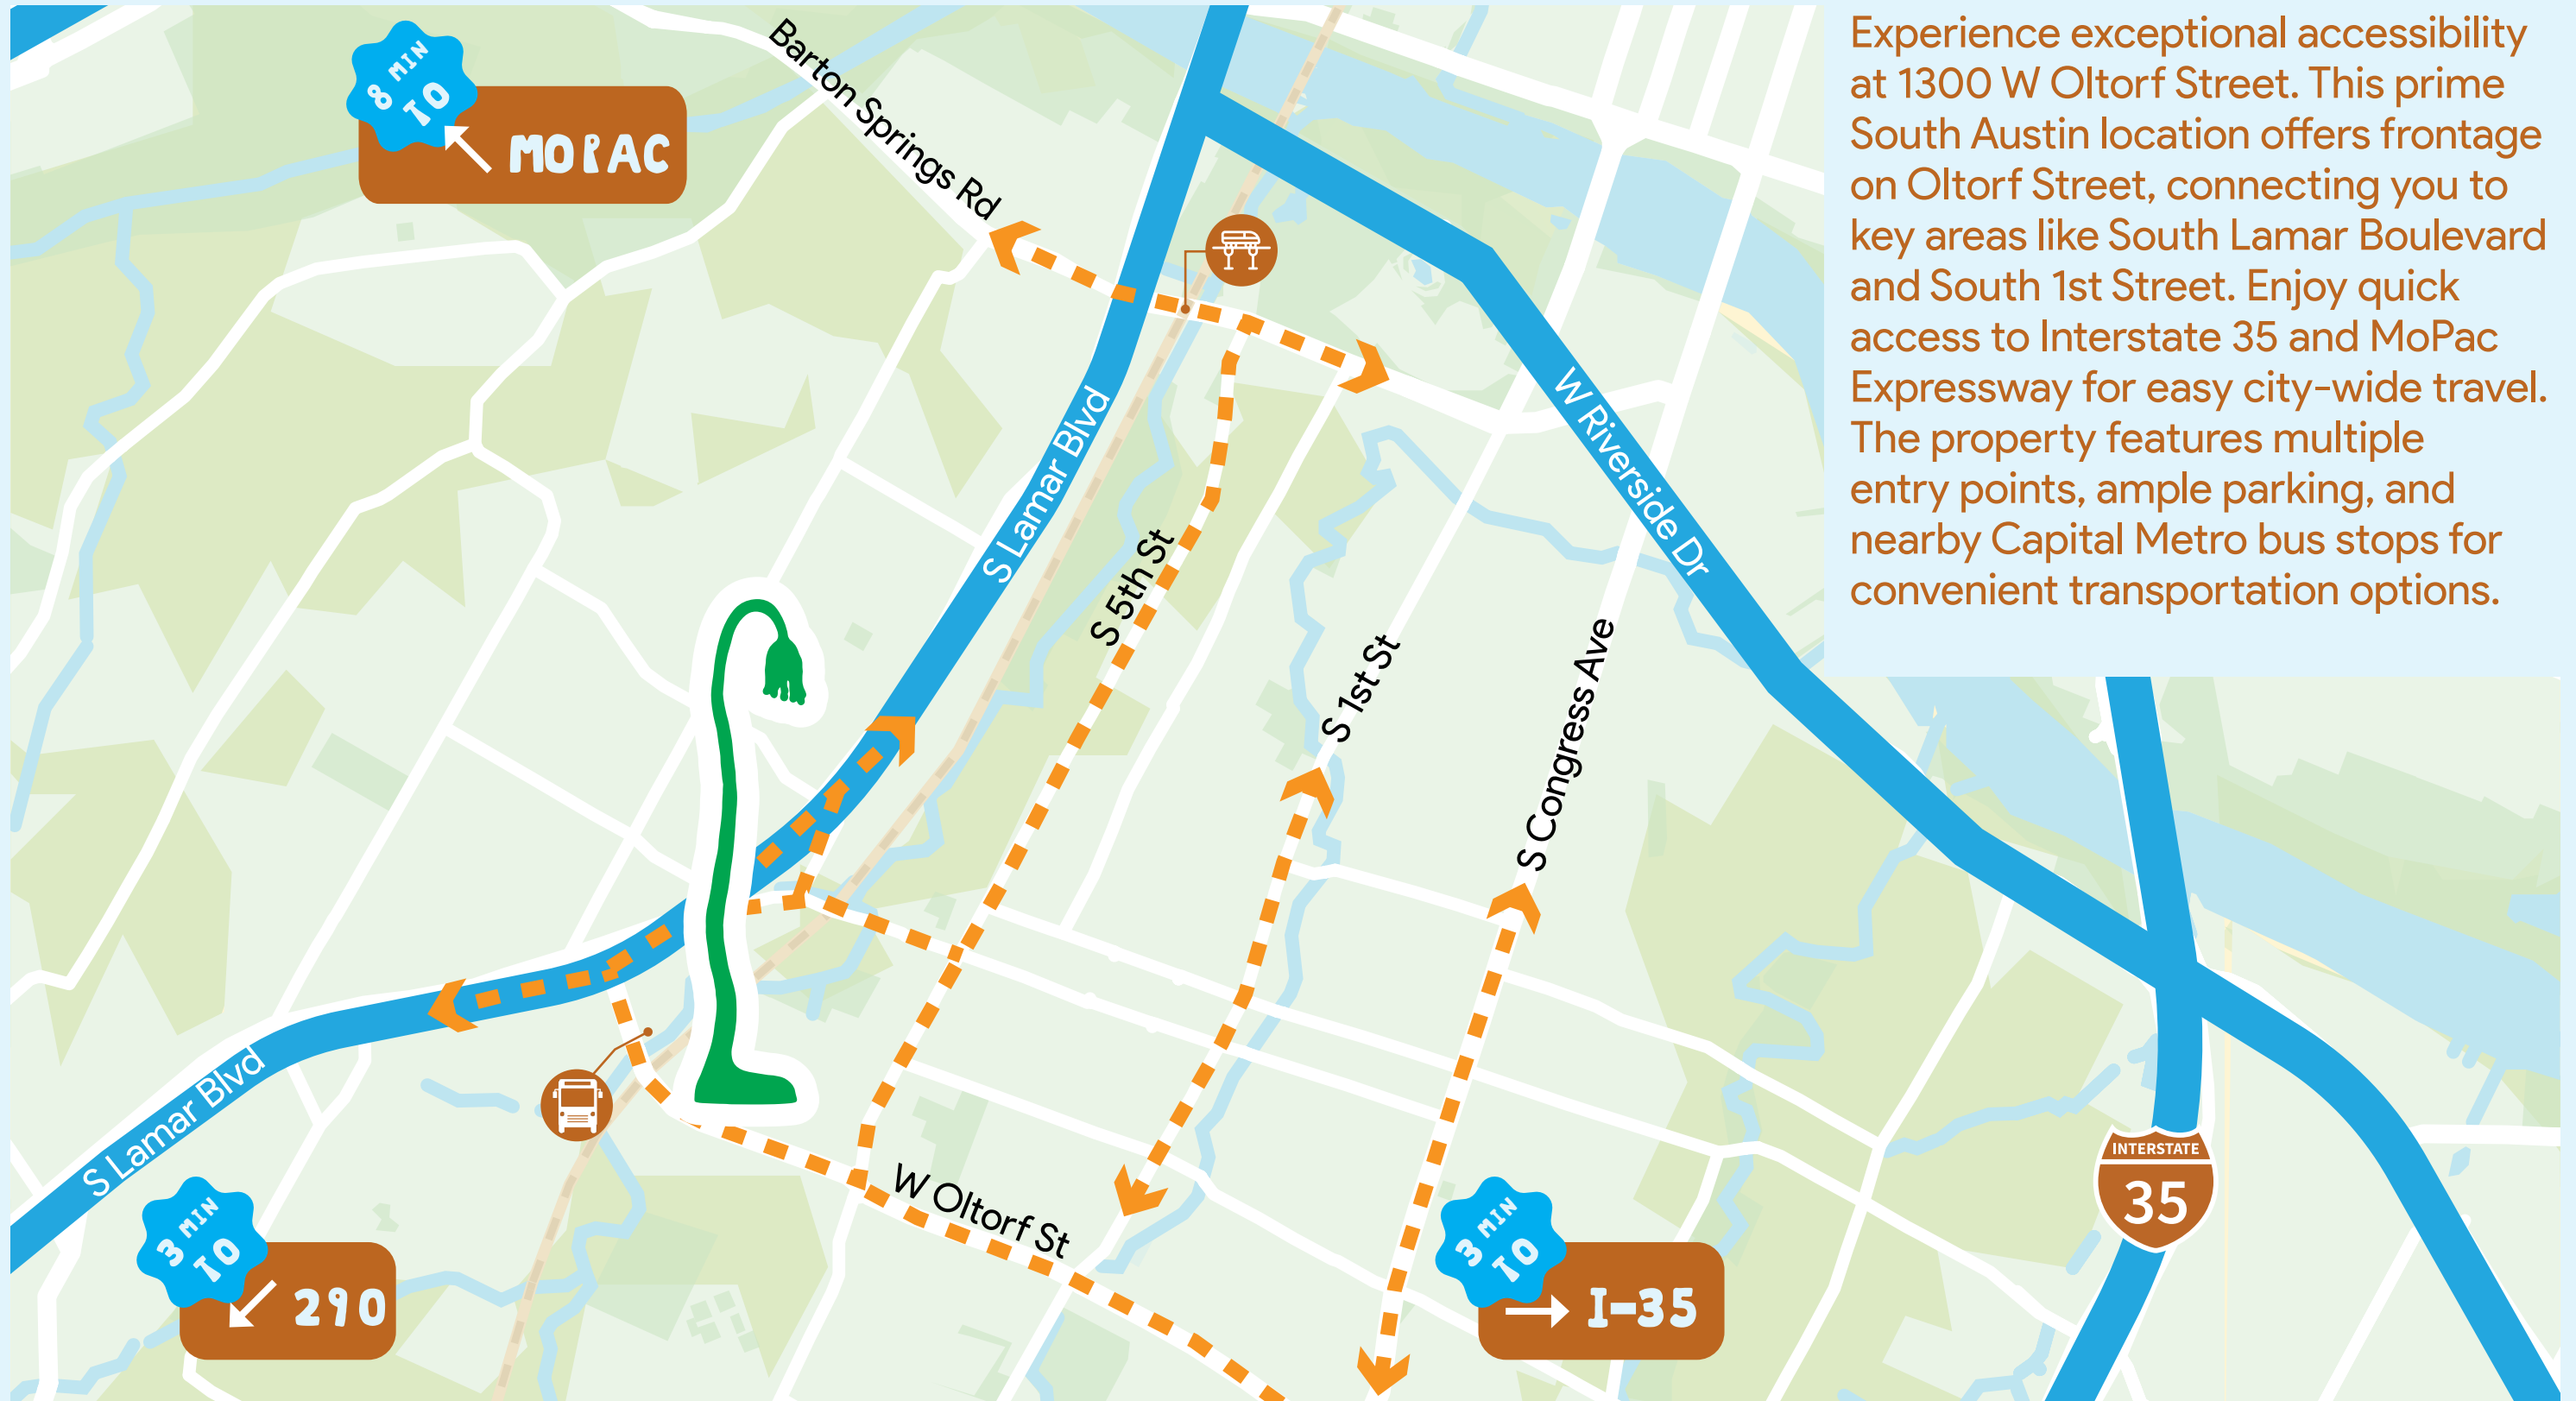 Experience exceptional accessibility
at 1300 W Oltorf Street. This prime
South Austin location offers frontage
on Oltorf Street, connecting you to
key areas like South Lamar Boulevard
and South 1st Street. Enjoy quick
access to Interstate 35 and MoPac
Expressway for easy city-wide travel.
The property features multiple
entry points, ample parking, and
nearby Capital Metro bus stops for
convenient transportation options.
8 MIN
TO
MOPAC
Barton Springs Rd
S Lamar Blvd
W Riverside Dr
S 5th St
S 1st St
S Congress Ave
S Lamar Blvd
W Oltorf St
3 MIN
TO
290
3 MIN
TO
I-35
INTERSTATE
35